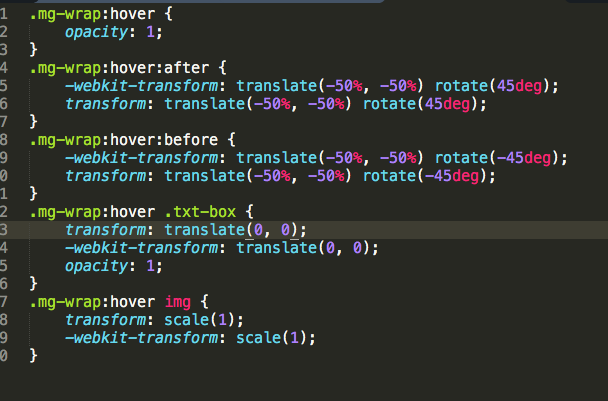 1 .mg-wrap:hover {
2 opacity: 1;
3 }
4 .mg-wrap:hover:after {
5 -webkit-transform: translate(-50%, -50%) rotate(45deg);
6 transform: translate(-50%, -50%) rotate(45deg);
7 }
8 .mg-wrap:hover:before {
9 -webkit-transform: translate(-50%, -50%) rotate(-45deg);
0 transform: translate(-50%, -50%) rotate(-45deg);
1 }
2 .mg-wrap:hover .txt-box {
3 transform: translate(0, 0);
4 -webkit-transform: translate(0, 0);
5 opacity: 1;
6 }
7 .mg-wrap:hover img {
8 transform: scale(1);
9 -webkit-transform: scale(1);
0 }